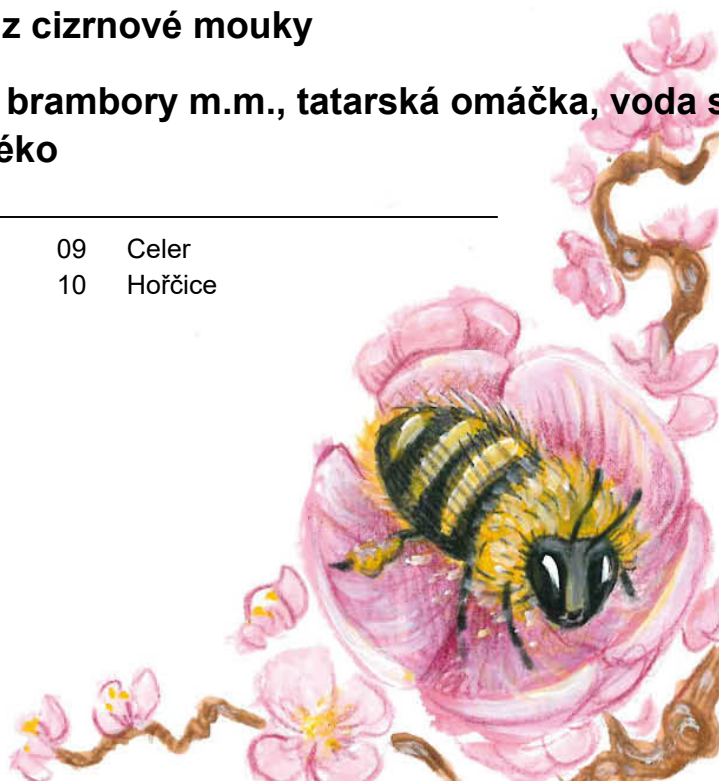 z cizrnové mouky
brambory m.m., tatarská omáčka, voda s
éko
09 Celer
10 Hořčice